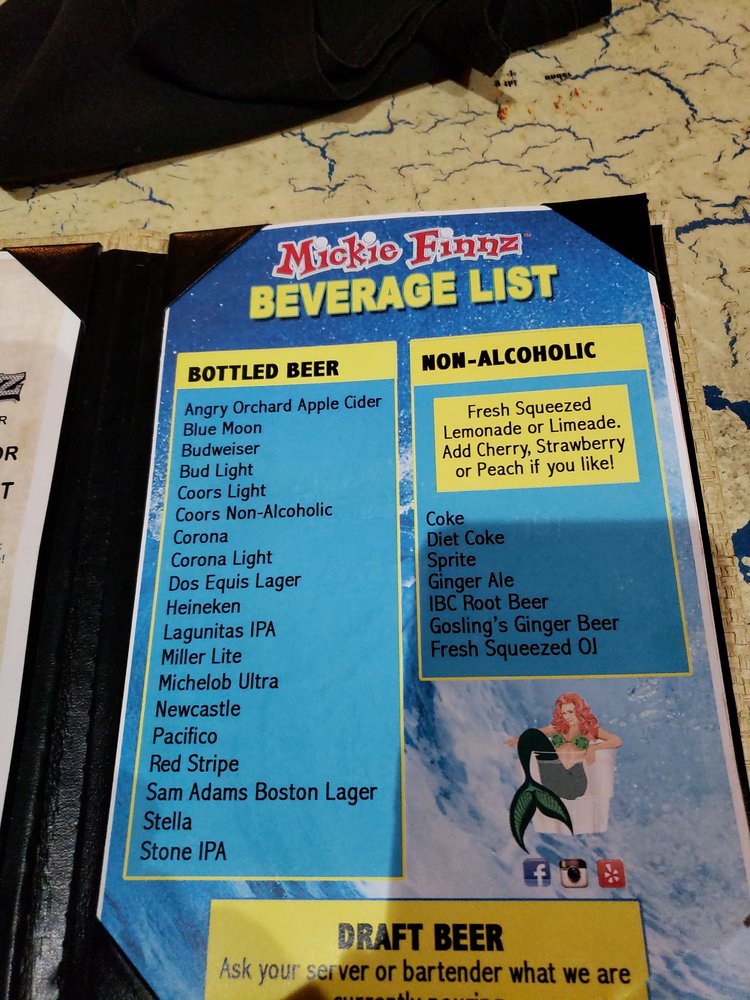 Mickie Finnz™
BEVERAGE LIST
BOTTLED BEER
Angry Orchard Apple Cider
Blue Moon
Budweiser
Bud Light
Coors Light
Coors Non-Alcoholic
Corona
Corona Light
Dos Equis Lager
Heineken
Lagunitas IPA
Miller Lite
Michelob Ultra
Newcastle
Pacifico
Red Stripe
Sam Adams Boston Lager
Stella
Stone IPA
NON-ALCOHOLIC
Fresh Squeezed
Lemonade or Limeade.
Add Cherry, Strawberry
or Peach if you like!
Coke
Diet Coke
Sprite
Ginger Ale
IBC Root Beer
Gosling's Ginger Beer
Fresh Squeezed OJ
DRAFT BEER
Ask your server or bartender what we are
currently pouring